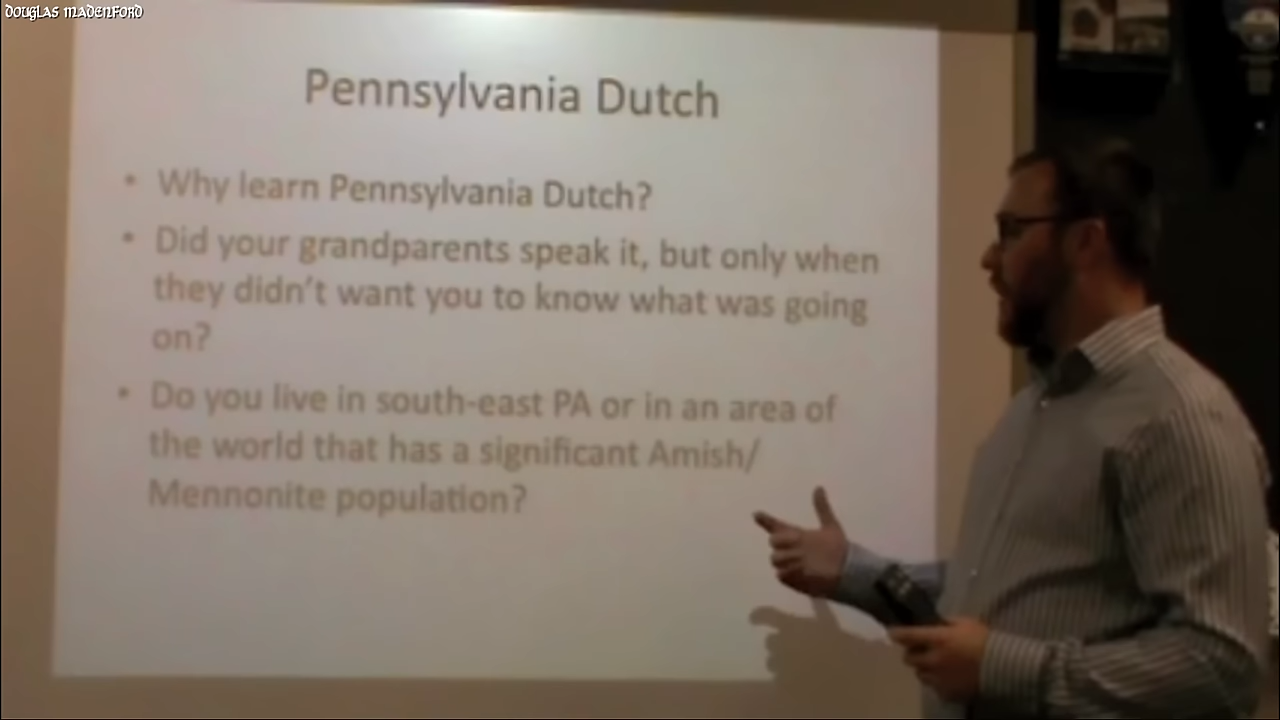 DOUGLAS MADENFORD
Pennsylvania Dutch
• Why learn Pennsylvania Dutch?
• Did your grandparents speak it, but only when
they didn't want you to know what was going
on?
• Do you live in south-east PA or in an area of
the world that has a significant Amish/
Mennonite population?